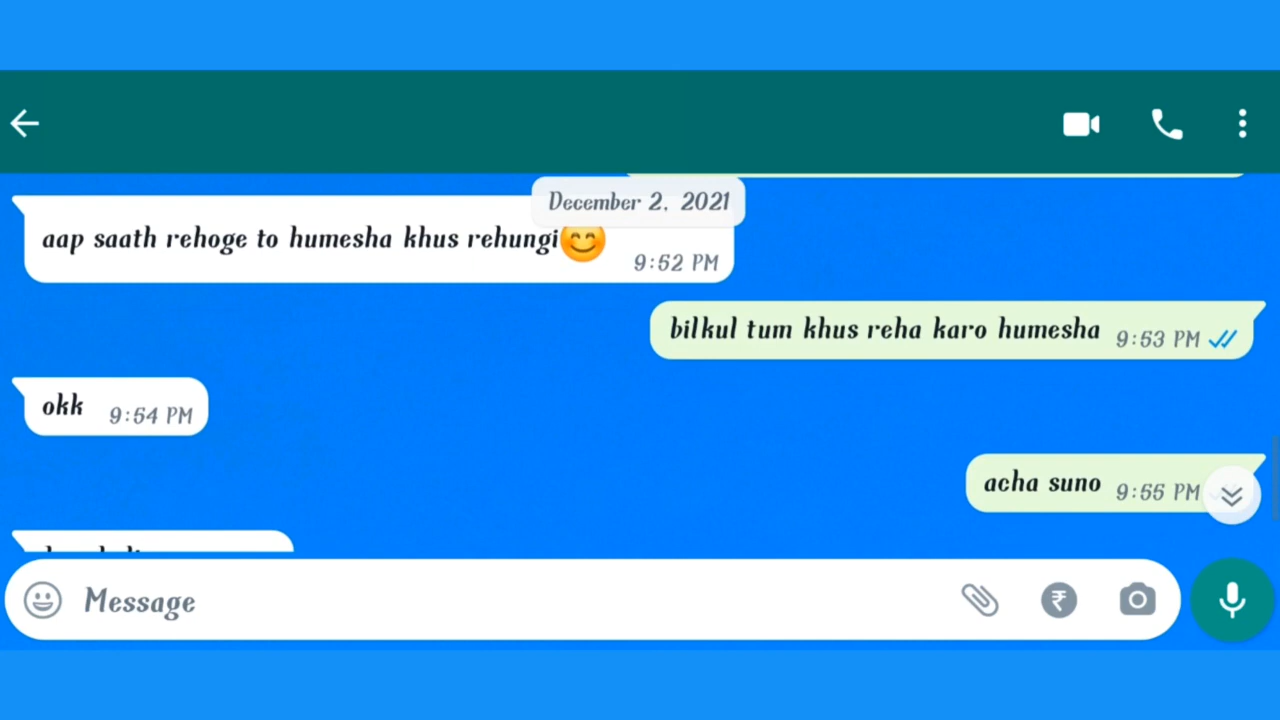 December 2, 2021
aap saath rehoge to humesha khus rehungi😊
9:52 PM
bilkul tum khus reha karo humesha 9:53 PM
okk 9:54 PM
acha suno 9:55 PM
Message